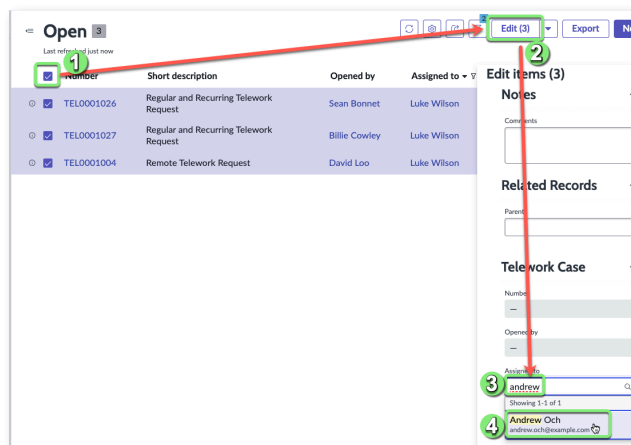 Open 3
Last refreshed just now
2
Edit (3)
Export
1
2
Number
Short description
Opened by
Assigned to
TEL0001026
Regular and Recurring Telework
Request
Sean Bonnet
Luke Wilson
TEL0001027
Regular and Recurring Telework
Request
Billie Cowley
Luke Wilson
TEL0001004
Remote Telework Request
David Loo
Luke Wilson
Edit items (3)
Notes
Comments
Related Records
Parent
Telework Case
Number
—
Opened by
—
Assigned to
3
andrew
Showing 1-1 of 1
4
Andrew Och
andrew.och@example.com